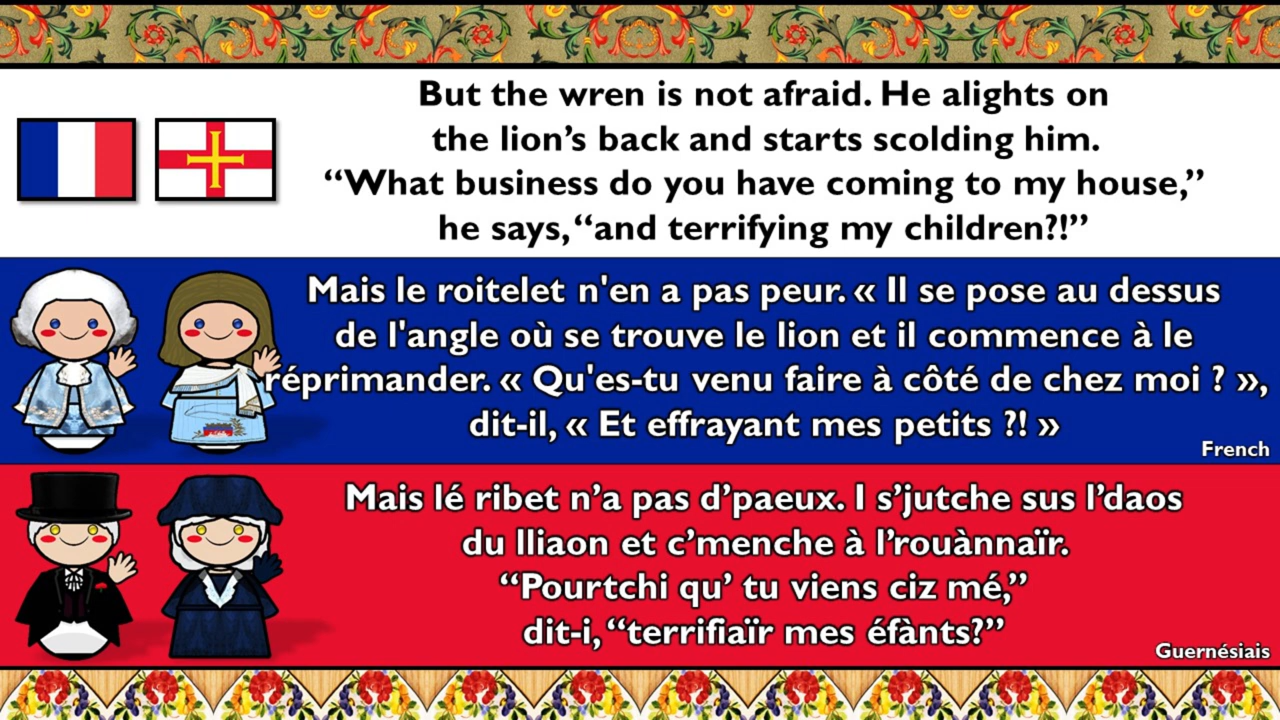 But the wren is not afraid. He alights on
the lion’s back and starts scolding him.
“What business do you have coming to my house,”
he says, “and terrifying my children?!”
Mais le roitelet n'en a pas peur. « Il se pose au dessus
de l'angle où se trouve le lion et il commence à le
réprimander. « Qu'es-tu venu faire à côté de chez moi ? »,
dit-il, « Et effrayant mes petits ?! »
French
Mais lé ribet n’a pas d’paeux. I s’jutche sus l’daos
du lliaon et c’menche à l’rouànnaïr.
“Pourtchi qu’ tu viens ciz mé,”
dit-i, “terrifiaïr mes éfànts?”
Guernésiais